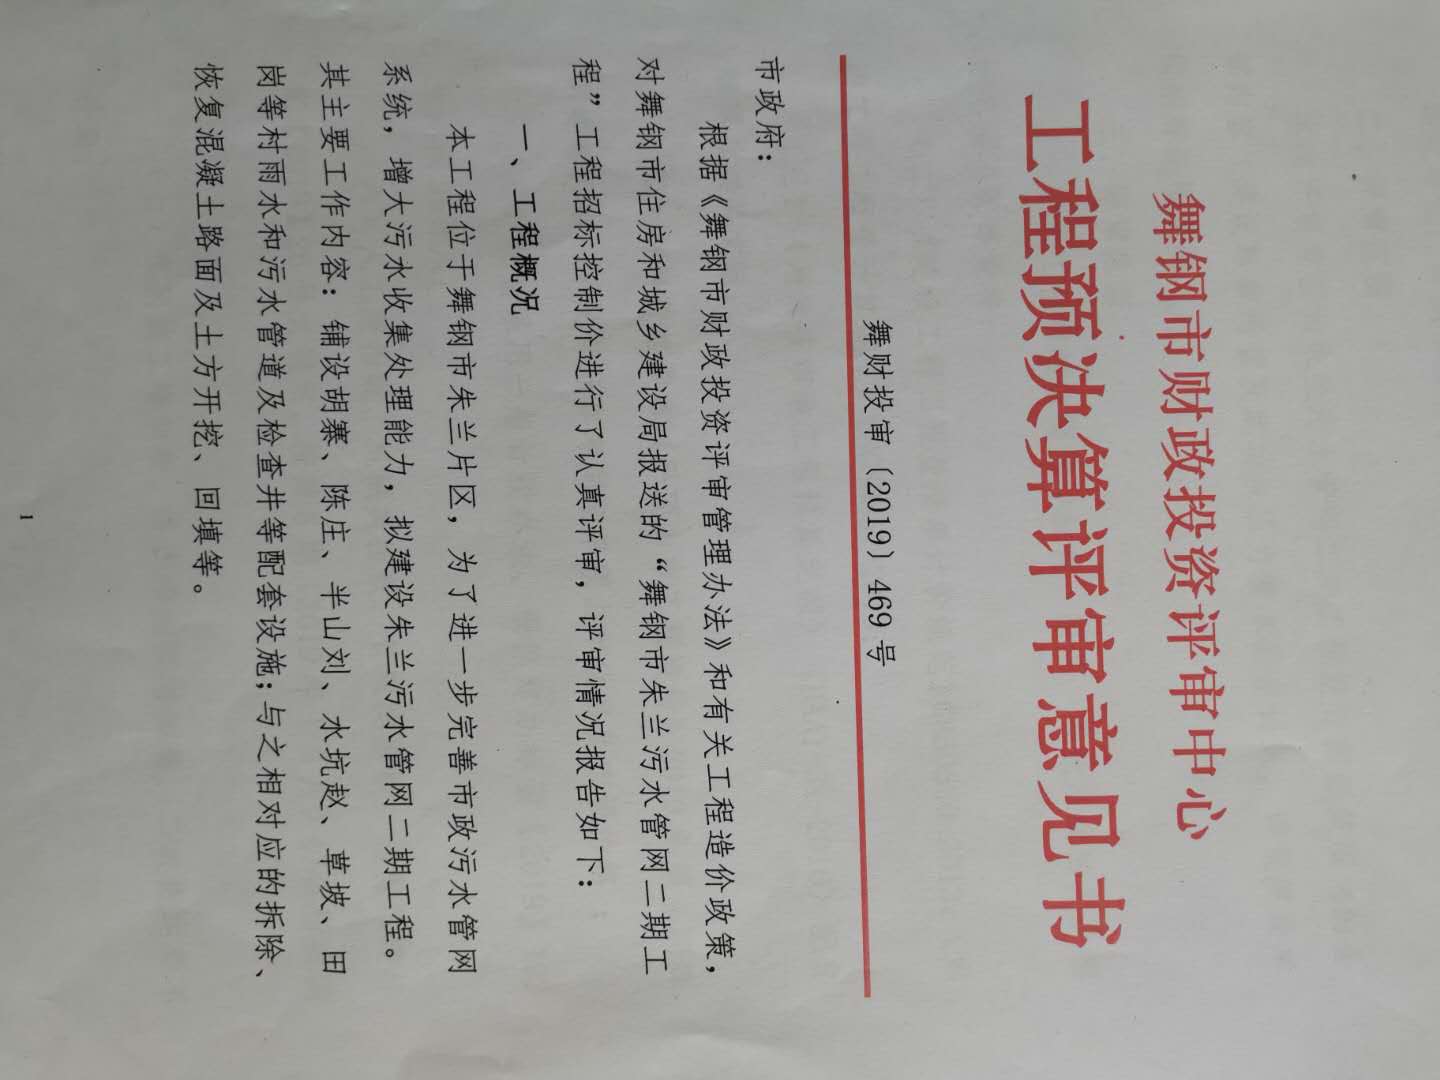 舞钢市财政投资评审中心
工程预决算评审意见书
舞财投审〔2019〕469号
市政府：
根据《舞钢市财政投资评审管理办法》和有关工程造价政策，
对舞钢市住房和城乡建设局报送的“舞钢市朱兰污水管网二期工
程”工程招标控制价进行了认真评审，评审情况报告如下：
一、工程概况
本工程位于舞钢市朱兰片区，为了进一步完善市政污水管网
系统，增大污水收集处理能力，拟建设朱兰污水管网二期工程。
其主要工作内容：铺设胡寨、陈庄、半山刘、水坑赵、草坡、田
岗等村雨水和污水管道及检查井等配套设施；与之相对应的拆除、
恢复混凝土路面及土方开挖、回填等。
1